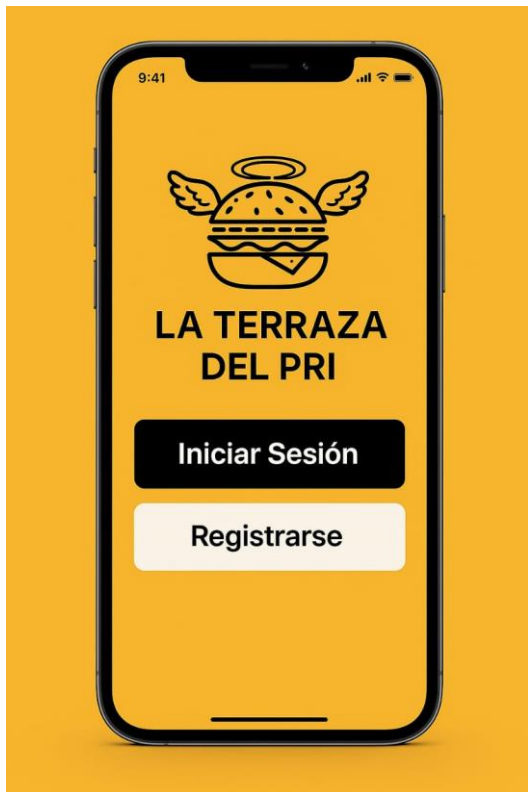 9:41
LA TERRAZA
DEL PRI
Iniciar Sesión
Registrarse